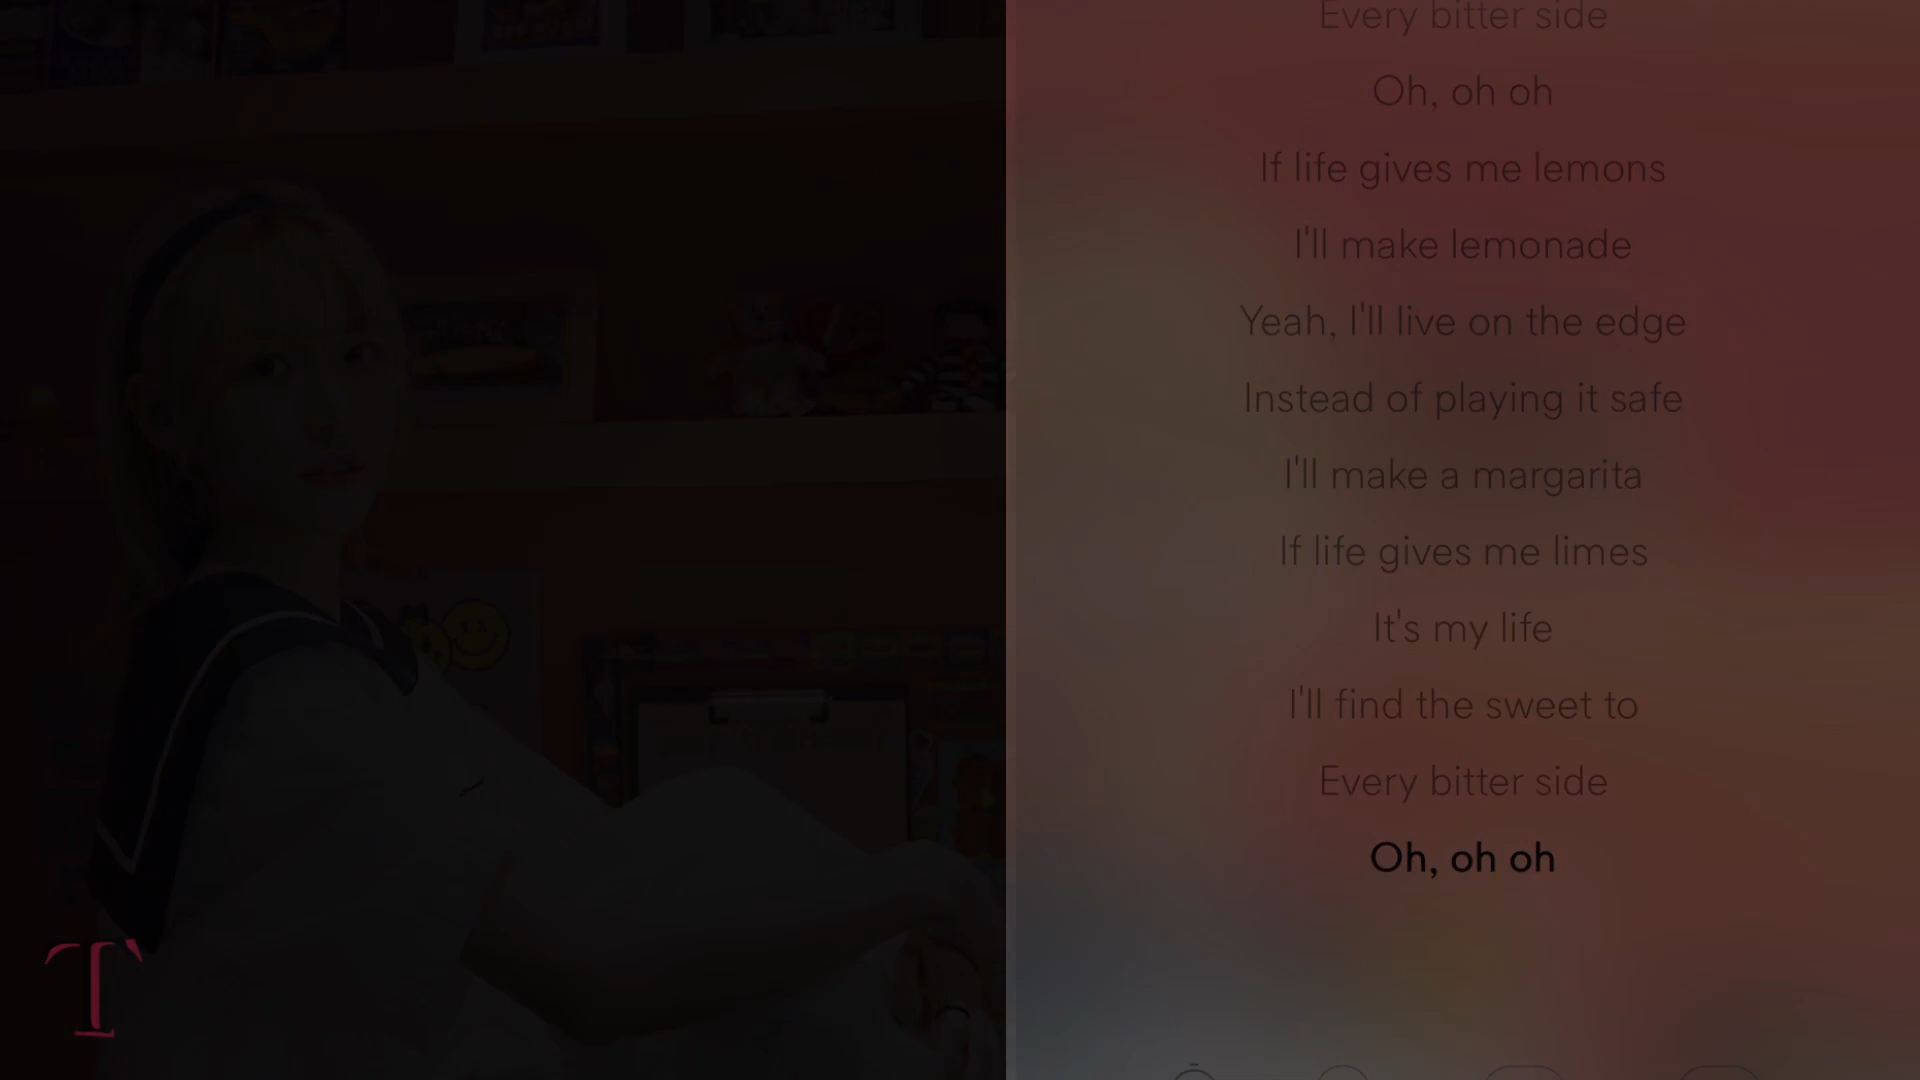 Every bitter side
Oh, oh oh
If life gives me lemons
I'll make lemonade
Yeah, I'll live on the edge
Instead of playing it safe
I'll make a margarita
If life gives me limes
It's my life
I'll find the sweet to
Every bitter side
Oh, oh oh
T